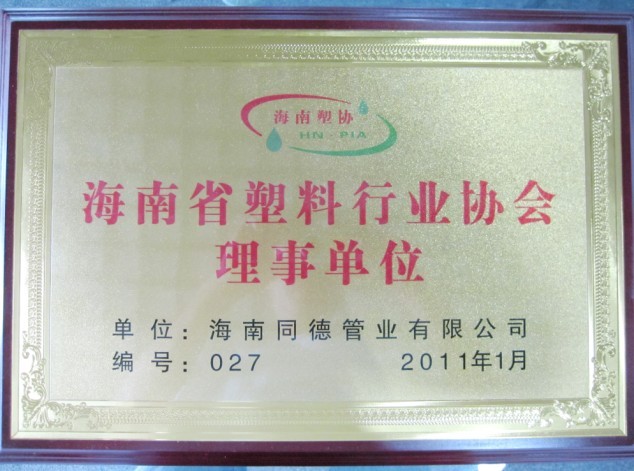 海南塑协
HN-PIA
海南省塑料行业协会
理事单位
单位：海南同德管业有限公司
编号：027 2011年1月